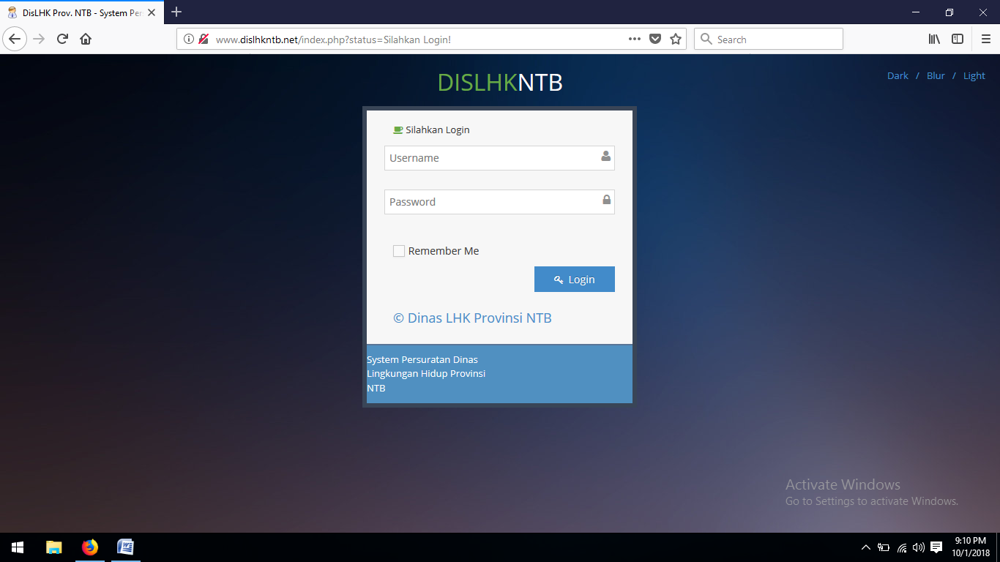 DisLHK Prov. NTB - System Per
www.dislhkntb.net/index.php?status=Silahkan Login!
Search
DISLHKNTB
Dark / Blur / Light
Silahkan Login
Username
Password
Remember Me
Login
© Dinas LHK Provinsi NTB
System Persuratan Dinas
Lingkungan Hidup Provinsi
NTB
Activate Windows
Go to Settings to activate Windows.
9:10 PM
10/1/2018